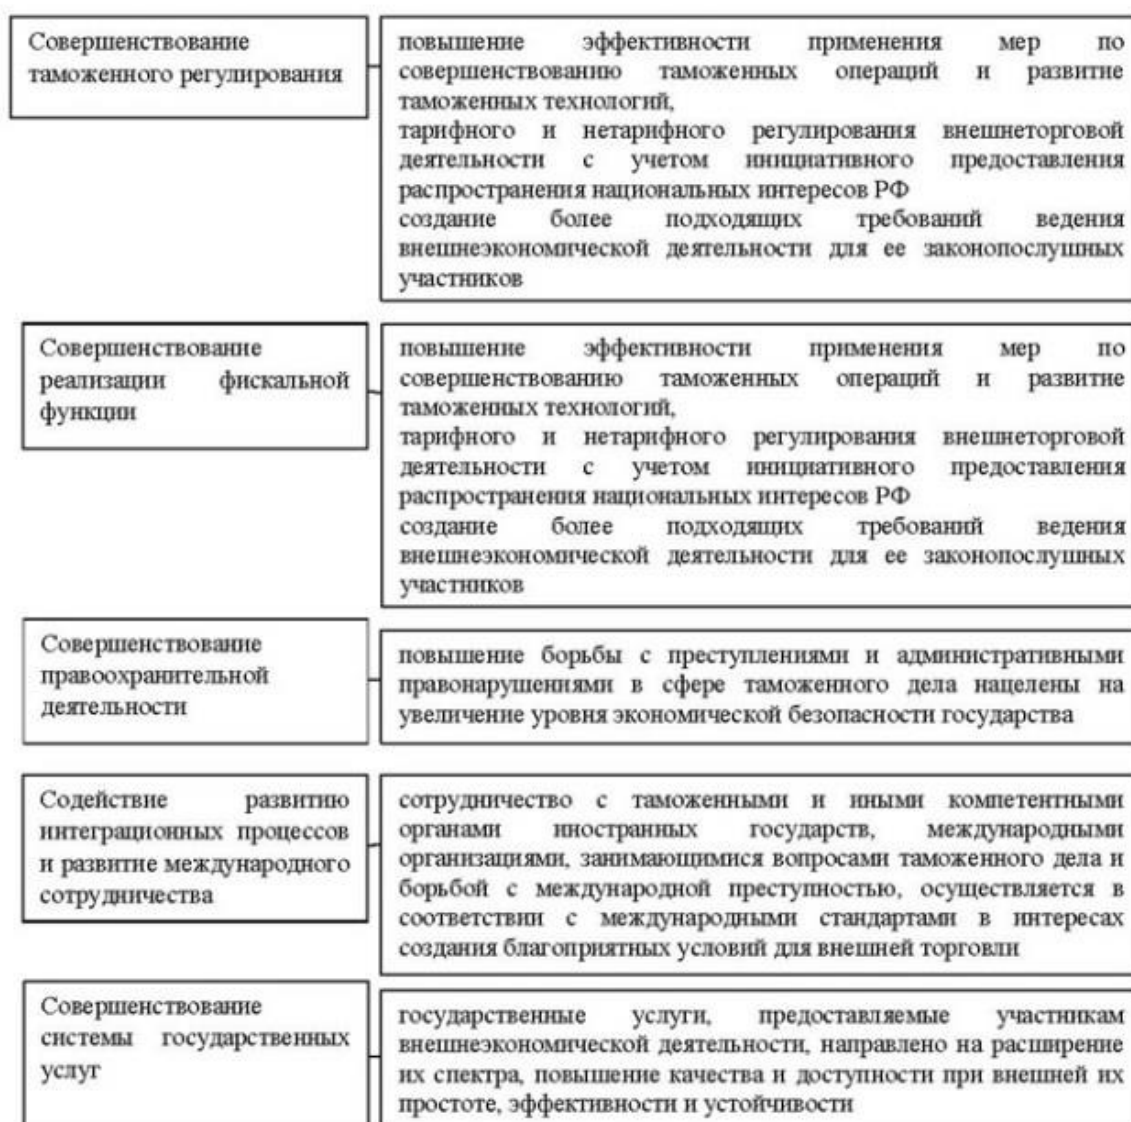 Совершенствование
таможенного регулирования
повышение эффективности применения мер по
совершенствованию таможенных операций и развитие
таможенных технологий,
тарифного и нетарифного регулирования внешнеторговой
деятельности с учетом инициативного предоставления
распространения национальных интересов РФ
создание более подходящих требований ведения
внешнеэкономической деятельности для ее законопослушных
участников
Совершенствование
реализации фискальной
функции
повышение эффективности применения мер по
совершенствованию таможенных операций и развитие
таможенных технологий,
тарифного и нетарифного регулирования внешнеторговой
деятельности с учетом инициативного предоставления
распространения национальных интересов РФ
создание более подходящих требований ведения
внешнеэкономической деятельности для ее законопослушных
участников
Совершенствование
правоохранительной
деятельности
повышение борьбы с преступлениями и административными
правонарушениями в сфере таможенного дела нацелены на
увеличение уровня экономической безопасности государства
Содействие развитию
интеграционных процессов
и развитие международного
сотрудничества
сотрудничество с таможенными и иными компетентными
органами иностранных государств, международными
организациями, занимающимися вопросами таможенного дела и
борьбой с международной преступностью, осуществляется в
соответствии с международными стандартами в интересах
создания благоприятных условий для внешней торговли
Совершенствование
системы государственных
услуг
государственные услуги, предоставляемые участникам
внешнеэкономической деятельности, направлено на расширение
их спектра, повышение качества и доступности при внешней их
простоте, эффективности и устойчивости